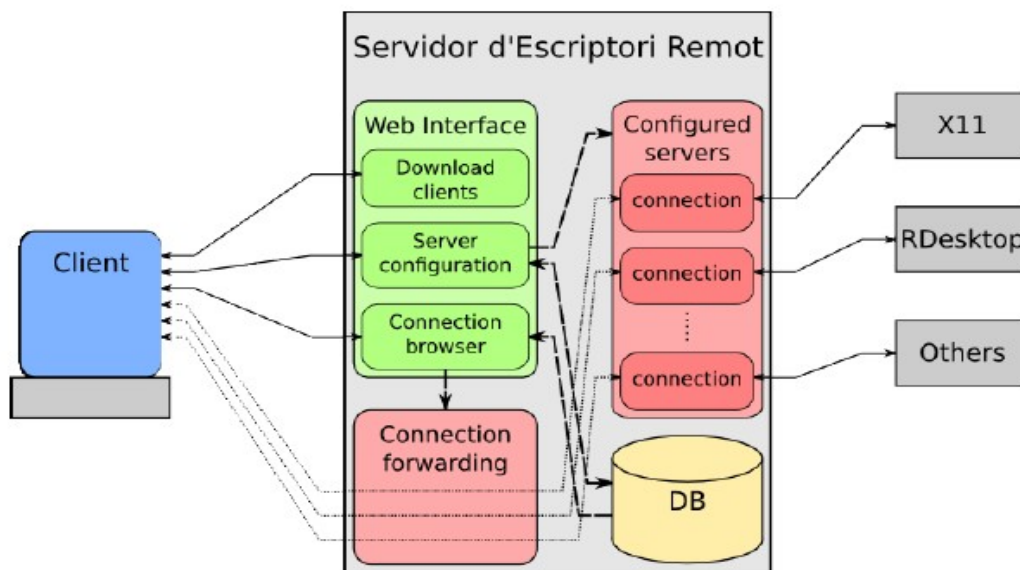 Servidor d'Escriptori Remot
Web Interface
Download
clients
Server
configuration
Connection
browser
Connection
forwarding
Configured
servers
connection
connection
connection
DB
Client
X11
RDesktop
Others